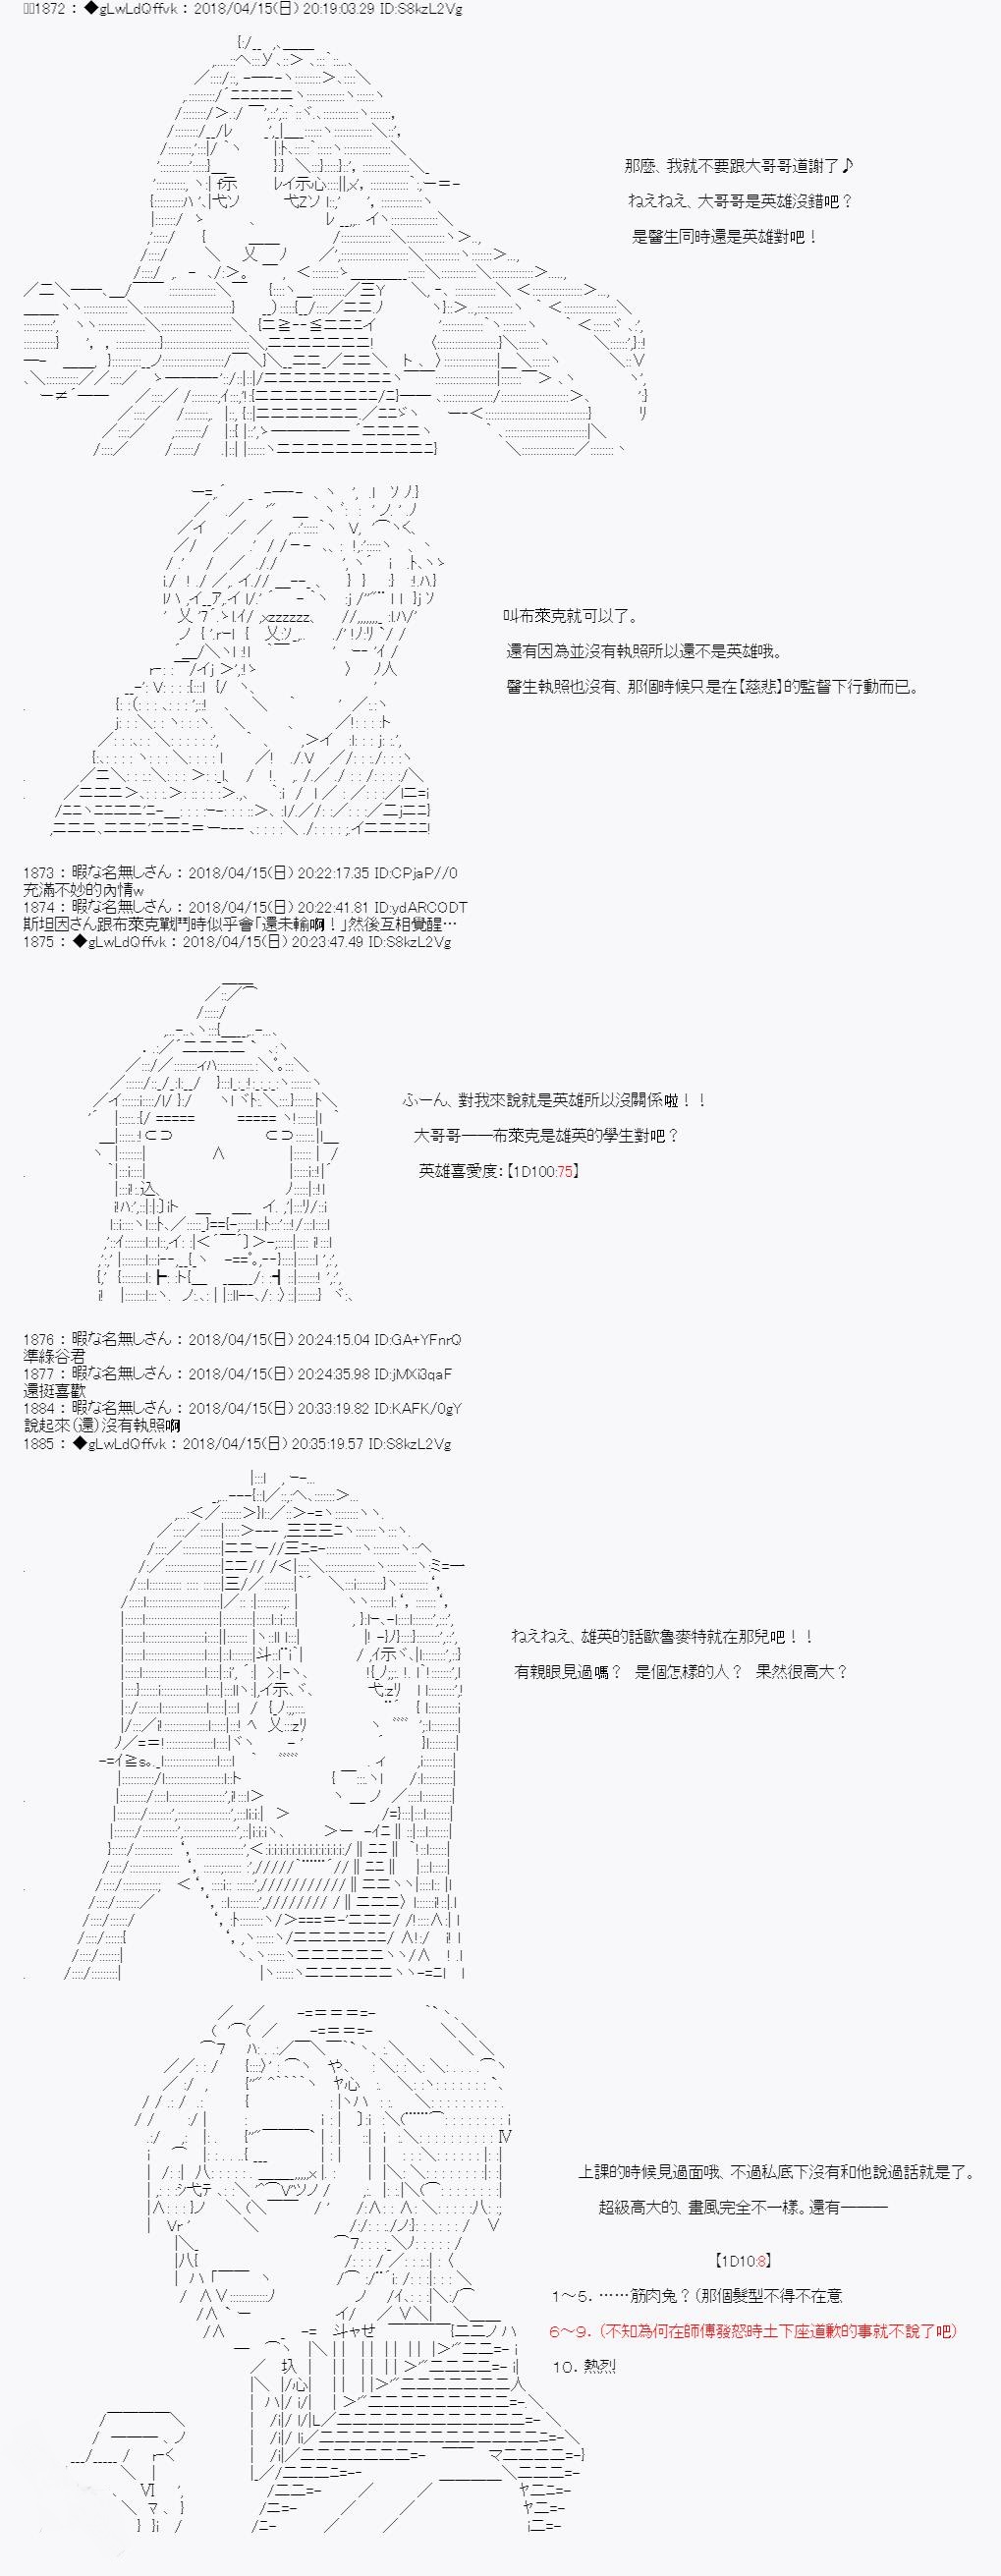 1872 : ◆gLwLdQffvk : 2018/04/15(日) 20:19:03.29 ID:S8kzL2Vg
那麼、我就不要跟大哥哥道謝了♪
ねえねえ、大哥哥是英雄沒錯吧？
是醫生同時還是英雄對吧！
叫布萊克就可以了。
還有因為並沒有執照所以還不是英雄哦。
醫生執照也沒有、那個時候只是在【慈悲】的監督下行動而已。
1873 : 暇な名無しさん : 2018/04/15(日) 20:22:17.35 ID:CPjaP//0
充滿不妙的內情w
1874 : 暇な名無しさん : 2018/04/15(日) 20:22:41.81 ID:ydARCODT
斯坦因さん跟布萊克戰鬥時似乎會「還未輸啊！」然後互相覺醒…
1875 : ◆gLwLdQffvk : 2018/04/15(日) 20:23:47.49 ID:S8kzL2Vg
ふーん、對我來說就是英雄所以沒關係啦！！
大哥哥——布萊克是雄英的學生對吧？
英雄喜愛度：【1D100:75】
1876 : 暇な名無しさん : 2018/04/15(日) 20:24:15.04 ID:GA+YFnrQ
準綠谷君
1877 : 暇な名無しさん : 2018/04/15(日) 20:24:35.98 ID:jMXi3qaF
還挺喜歡
1884 : 暇な名無しさん : 2018/04/15(日) 20:33:19.82 ID:KAFK/0gY
說起來（還）沒有執照啊
1885 : ◆gLwLdQffvk : 2018/04/15(日) 20:35:19.57 ID:S8kzL2Vg
ねえねえ、雄英的話歐魯麥特就在那兒吧！！
有親眼見過嗎？ 是個怎樣的人？ 果然很高大？
上課的時候見過面哦、不過私底下沒有和他說過話就是了。
超級高大的、畫風完全不一樣。還有———
【1D10:8】
1～5．……筋肉兔？（那個髮型不得不在意
6～9．（不知為何在師傅發怒時土下座道歉的事就不說了吧）
10．熱烈